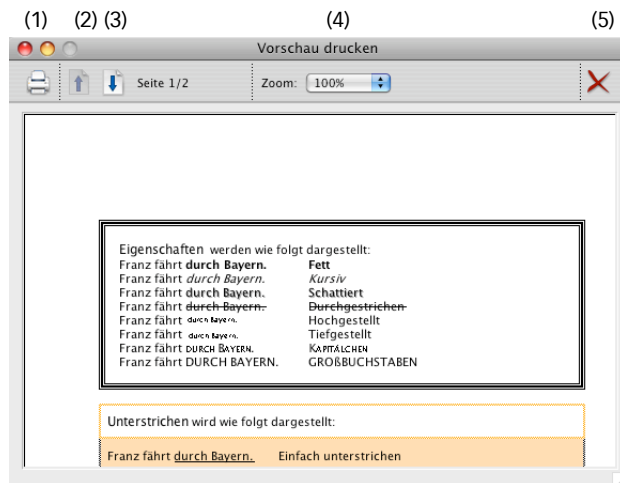 (1) (2) (3) (4) (5)
Vorschau drucken
Seite 1/2 Zoom: 100%
Eigenschaften werden wie folgt dargestellt:
Franz fährt durch Bayern. Fett
Franz fährt durch Bayern. Kursiv
Franz fährt durch Bayern. Schattiert
Franz fährt durch Bayern. Durchgestrichen
Franz fährt durch Bayern. Hochgestellt
Franz fährt durch Bayern. Tiefgestellt
Franz fährt DURCH BAYERN. KAPITÄLCHEN
Franz fährt DURCH BAYERN. GROßBUCHSTABEN
Unterstrichen wird wie folgt dargestellt:
Franz fährt durch Bayern. Einfach unterstrichen